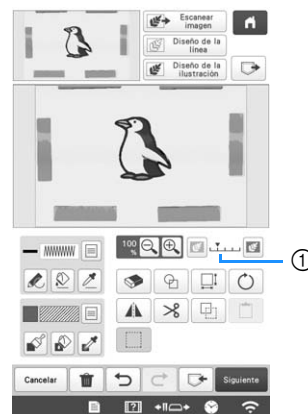 Escanear
imagen
Diseño de la
línea
Diseño de la
ilustración
100
%
①
Cancelar
Siguiente
[?]